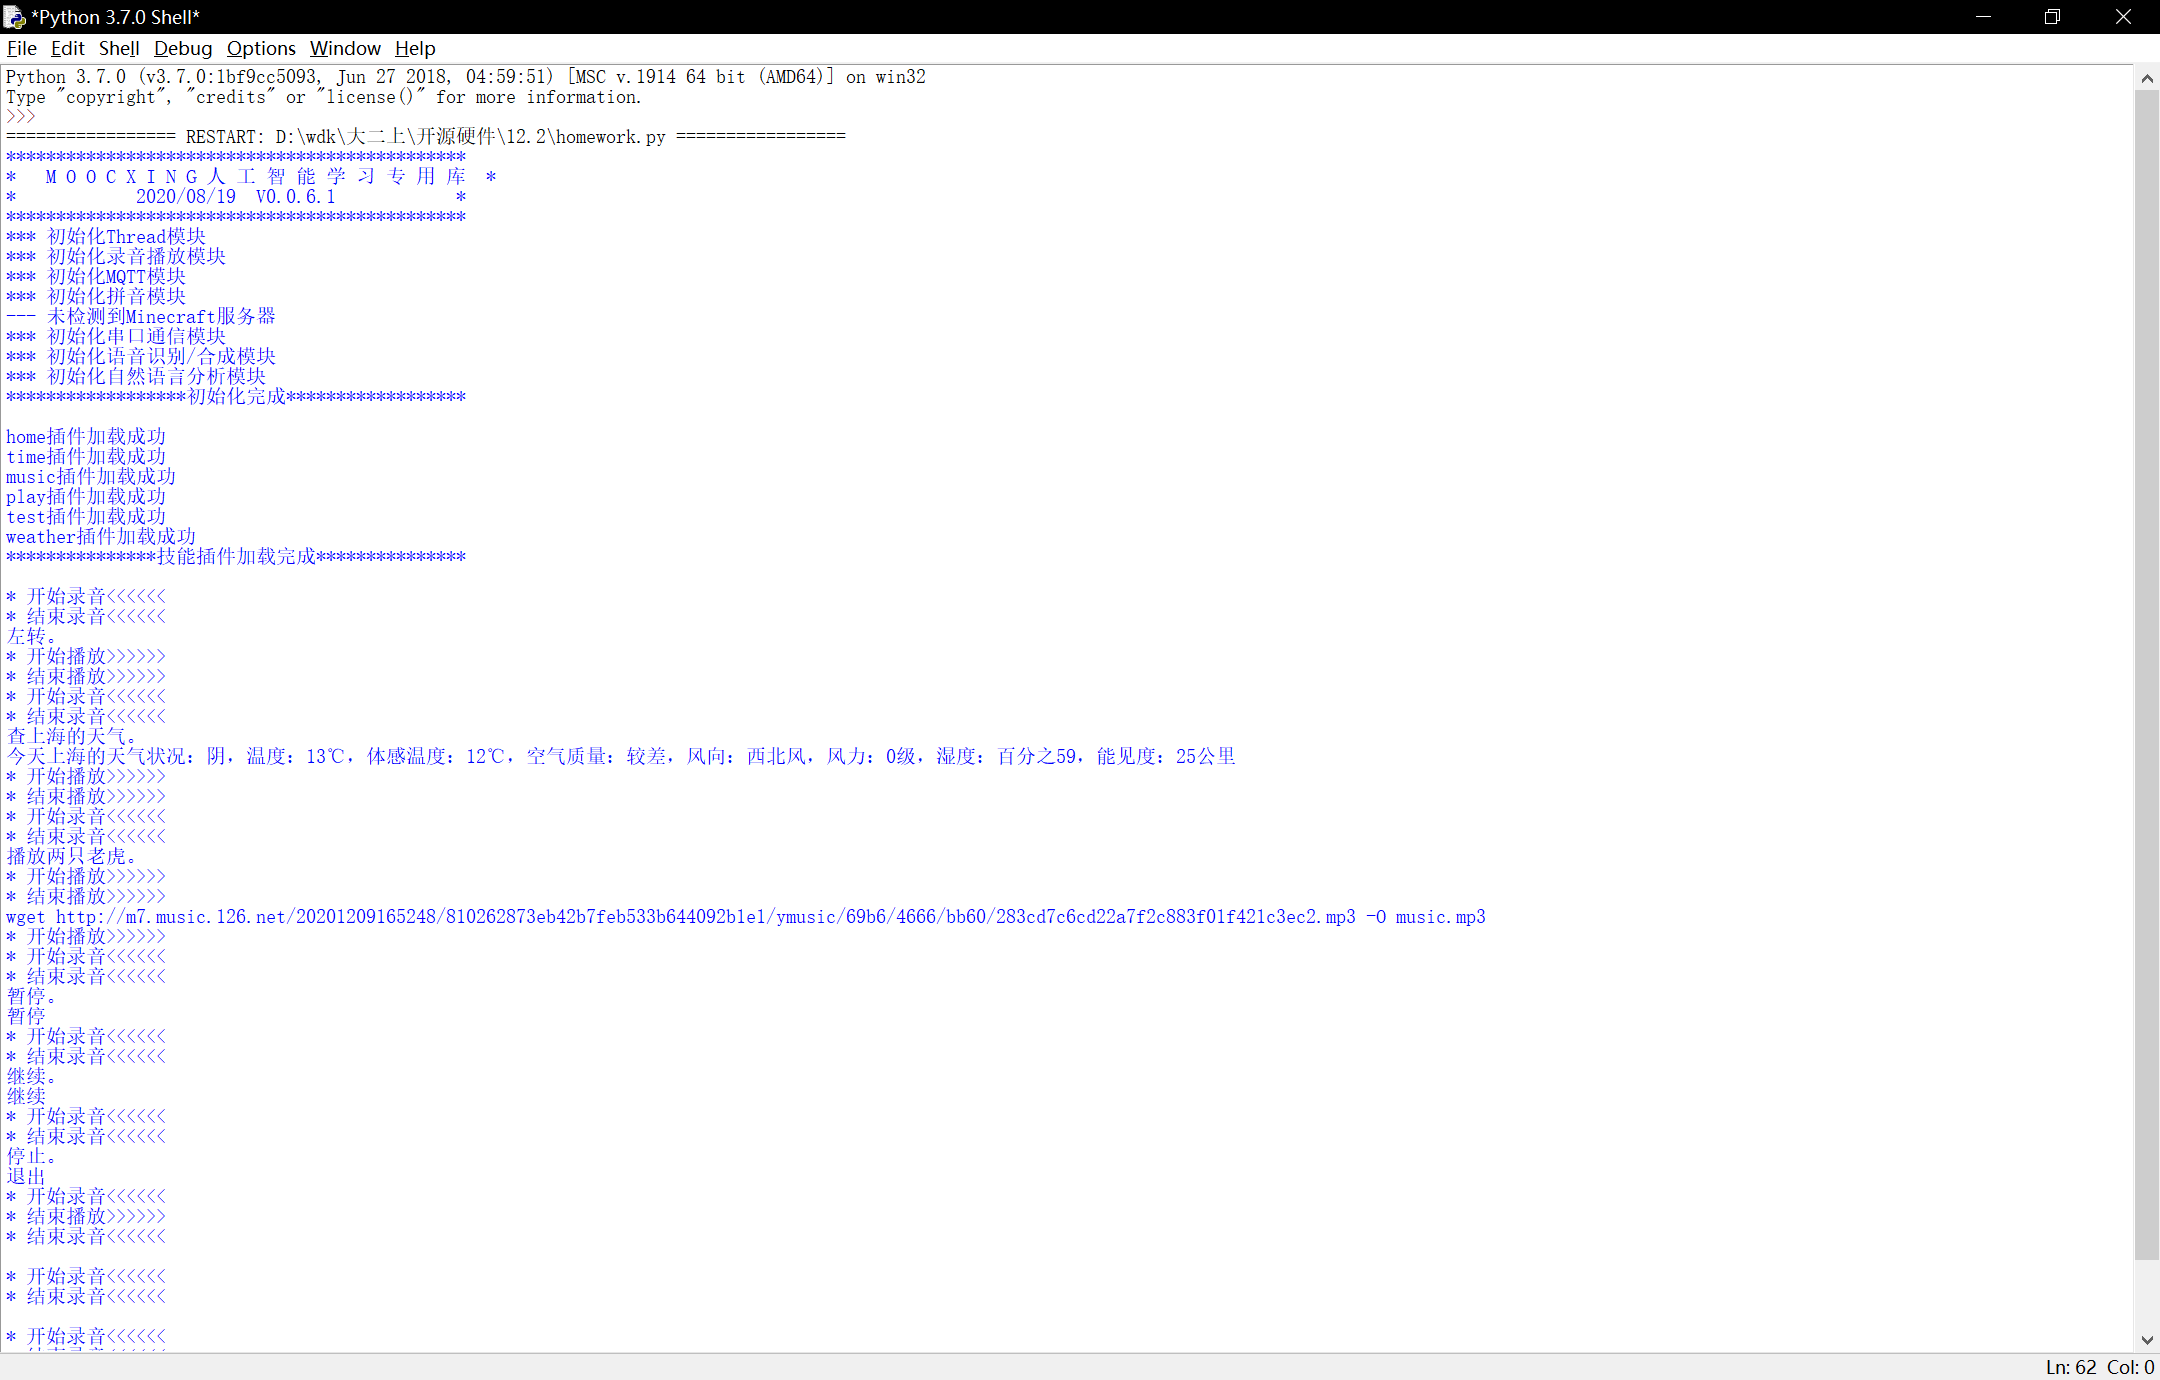 *Python 3.7.0 Shell*
File Edit Shell Debug Options Window Help
Python 3.7.0 (v3.7.0:1bf9cc5093, Jun 27 2018, 04:59:51) [MSC v.1914 64 bit (AMD64)] on win32
Type "copyright", "credits" or "license()" for more information.
>>>
================= RESTART: D:\wdk\大二上\开源硬件\12.2\homework.py =================
**********************************************
*   M O O C X I N G 人 工 智 能 学 习 专 用 库  *
*            2020/08/19  V0.0.6.1            *
**********************************************
*** 初始化Thread模块
*** 初始化录音播放模块
*** 初始化MQTT模块
*** 初始化拼音模块
--- 未检测到Minecraft服务器
*** 初始化串口通信模块
*** 初始化语音识别/合成模块
*** 初始化自然语言分析模块
******************初始化完成******************
home插件加载成功
time插件加载成功
music插件加载成功
play插件加载成功
test插件加载成功
weather插件加载成功
***************技能插件加载完成***************
* 开始录音<<<<<<
* 结束录音<<<<<<
左转。
* 开始播放>>>>>>
* 结束播放>>>>>>
* 开始录音<<<<<<
* 结束录音<<<<<<
查上海的天气。
今天上海的天气状况：阴，温度：13℃，体感温度：12℃，空气质量：较差，风向：西北风，风力：0级，湿度：百分之59，能见度：25公里
* 开始播放>>>>>>
* 结束播放>>>>>>
* 开始录音<<<<<<
* 结束录音<<<<<<
播放两只老虎。
* 开始播放>>>>>>
* 结束播放>>>>>>
wget http://m7.music.126.net/20201209165248/810262873eb42b7feb533b644092b1e1/ymusic/69b6/4666/bb60/283cd7c6cd22a7f2c883f01f421c3ec2.mp3 -O music.mp3
* 开始播放>>>>>>
* 开始录音<<<<<<
* 结束录音<<<<<<
暂停。
暂停
* 开始录音<<<<<<
* 结束录音<<<<<<
继续。
继续
* 开始录音<<<<<<
* 结束录音<<<<<<
停止。
退出
* 开始录音<<<<<<
* 结束播放>>>>>>
* 结束录音<<<<<<
* 开始录音<<<<<<
* 结束录音<<<<<<
* 开始录音<<<<<<
Ln: 62 Col: 0